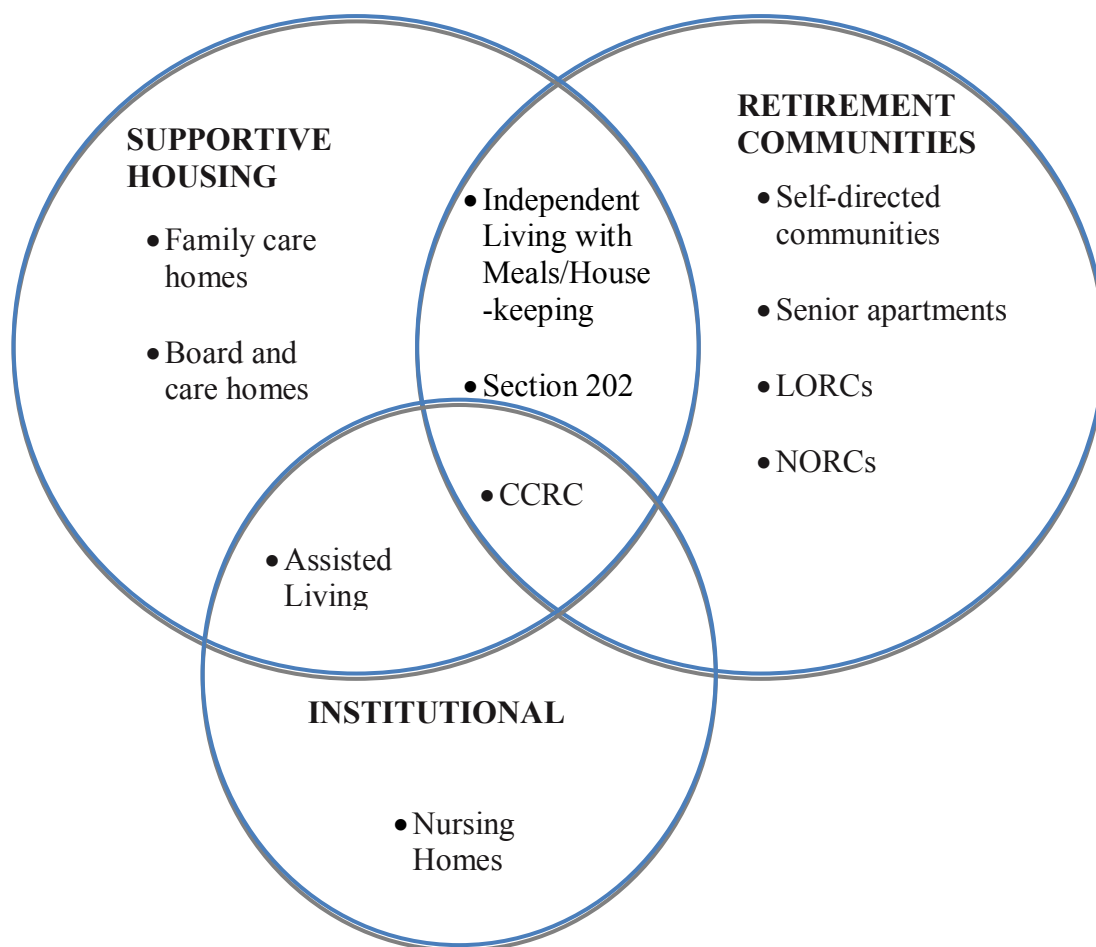 SUPPORTIVE
HOUSING
• Family care
homes
• Board and
care homes
• Independent
Living with
Meals/House
-keeping
• Section 202
RETIREMENT
COMMUNITIES
• Self-directed
communities
• Senior apartments
• LORCs
• NORCs
• CCRC
• Assisted
Living
INSTITUTIONAL
• Nursing
Homes